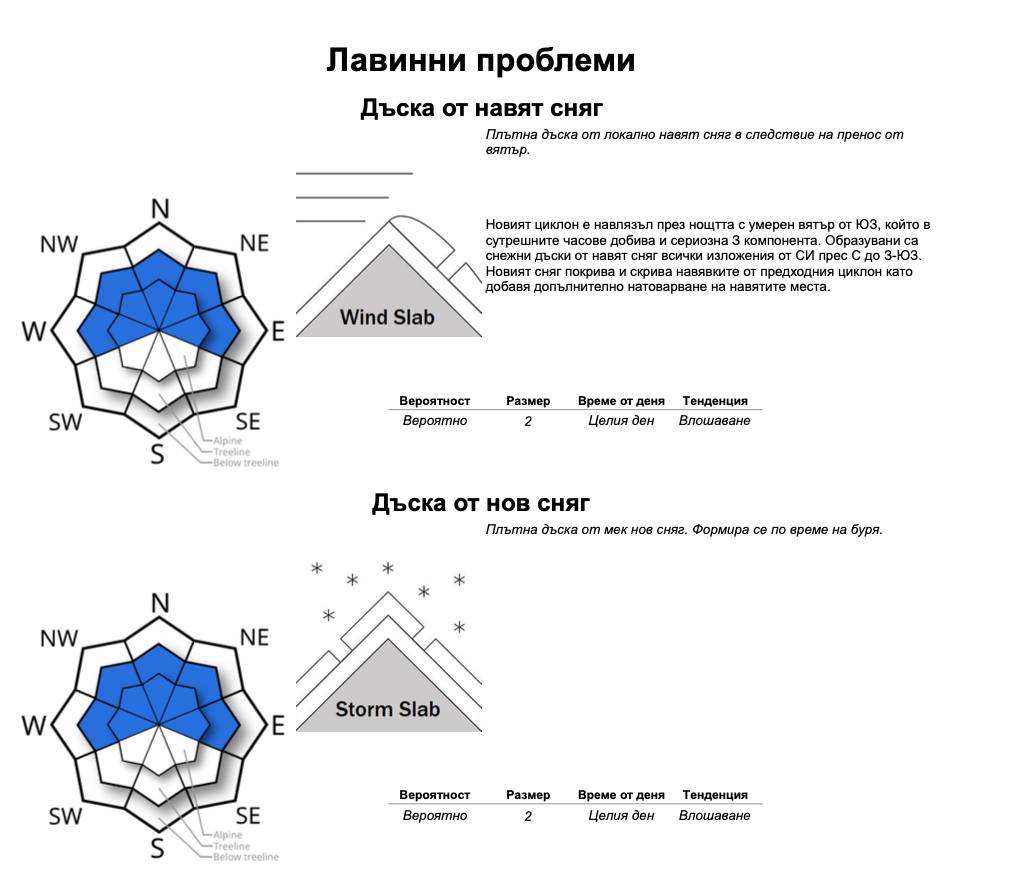 Лавинни проблеми
Дъска от навят сняг
Плътна дъска от локално навят сняг в следствие на пренос от
вятър.
N
NW
NE
W
E
SW
SE
S
Alpine
Treeline
Below treeline
Wind Slab
Новият циклон е навлязъл през нощтта с умерен вятър от ЮЗ, който в
сутрешните часове добива и сериозна З компонента. Образувани са
снежни дъски от навят сняг всички изложения от СИ прес С до З-ЮЗ.
Новият сняг покрива и скрива навявките от предходния циклон като
добавя допълнително натоварване на навятите места.
Вероятност Размер Време от деня Тенденция
Вероятно 2 Целия ден Влошаване
Дъска от нов сняг
Плътна дъска от мек нов сняг. Формира се по време на буря.
N
NW
NE
W
E
SW
SE
S
Alpine
Treeline
Below treeline
Storm Slab
Вероятност Размер Време от деня Тенденция
Вероятно 2 Целия ден Влошаване